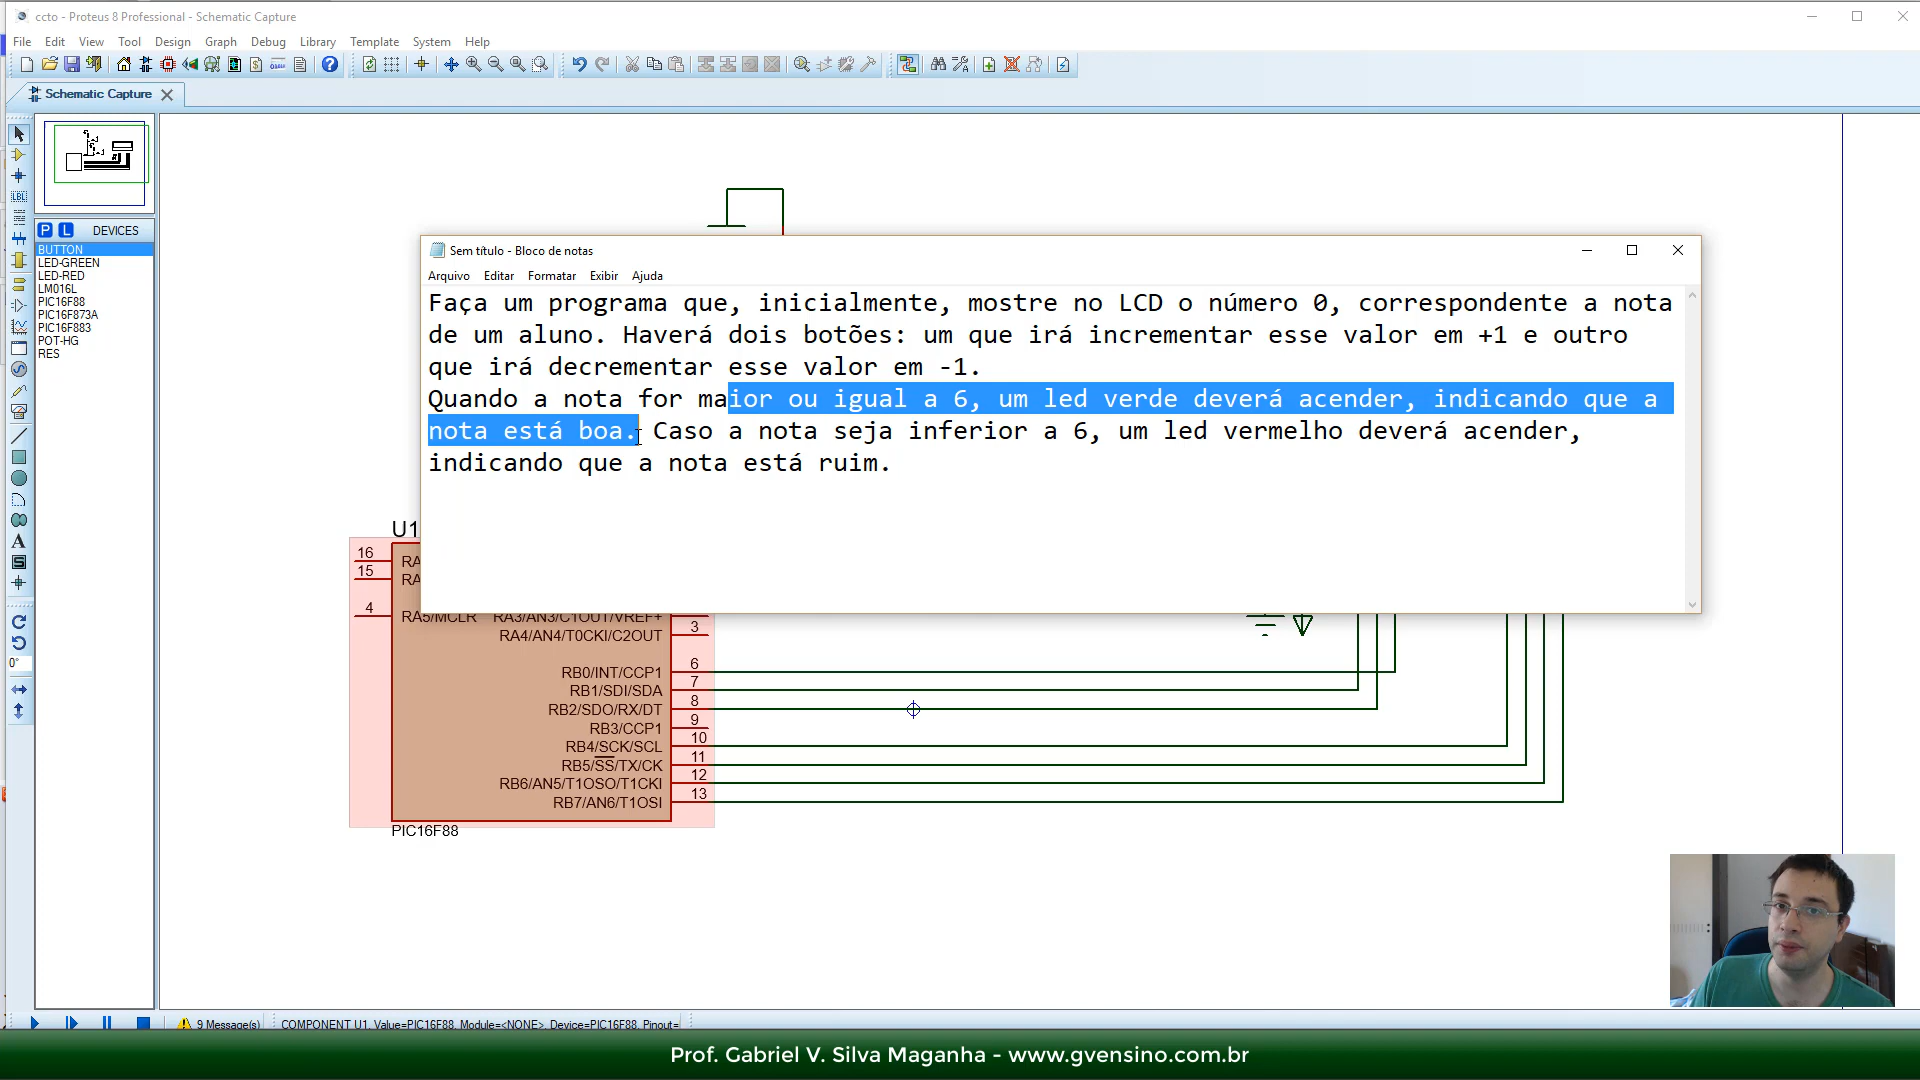 ccto - Proteus 8 Professional - Schematic Capture
File Edit View Tool Design Graph Debug Library Template System Help
Schematic Capture
P L DEVICES
BUTTON
LED-GREEN
LED-RED
LM016L
PIC16F88
PIC16F873A
PIC16F883
POT-HG
RES
LBL
A
S
0°
Sem título - Bloco de notas
Arquivo Editar Formatar Exibir Ajuda
Faça um programa que, inicialmente, mostre no LCD o número 0, correspondente a nota
de um aluno. Haverá dois botões: um que irá incrementar esse valor em +1 e outro
que irá decrementar esse valor em -1.
Quando a nota for maior ou igual a 6, um led verde deverá acender, indicando que a
nota está boa. Caso a nota seja inferior a 6, um led vermelho deverá acender,
indicando que a nota está ruim.
U1
16 RA
15 RA
4 RA5/MCLR RA3/AN3/C1OUT/VREF+
RA4/AN4/T0CKI/C2OUT 3
RB0/INT/CCP1 6
RB1/SDI/SDA 7
RB2/SDO/RX/DT 8
RB3/CCP1 9
RB4/SCK/SCL 10
RB5/SS/TX/CK 11
RB6/AN5/T1OSO/T1CKI 12
RB7/AN6/T1OSI 13
PIC16F88
9 Message(s) COMPONENT U1, Value=PIC16F88, Module=<NONE>, Device=PIC16F88, Pinout=
Prof. Gabriel V. Silva Maganha - www.gvensino.com.br